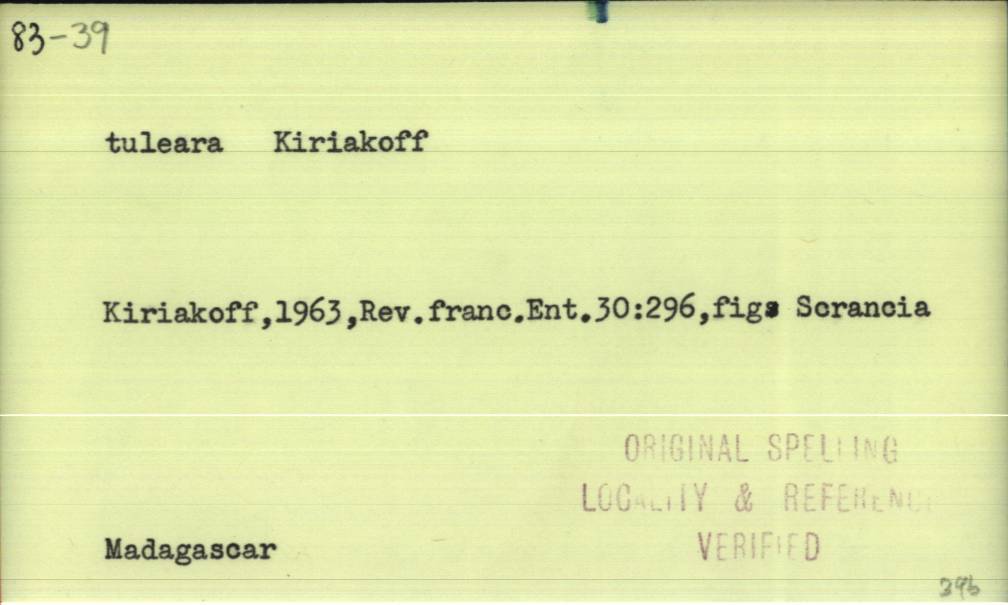 83-39
tuleara Kiriakoff
Kiriakoff,1963,Rev.franc.Ent.30:296,figs Scrancia
ORIGINAL SPELLING
LOCALITY & REFERENCE
Madagascar VERIFIED
396